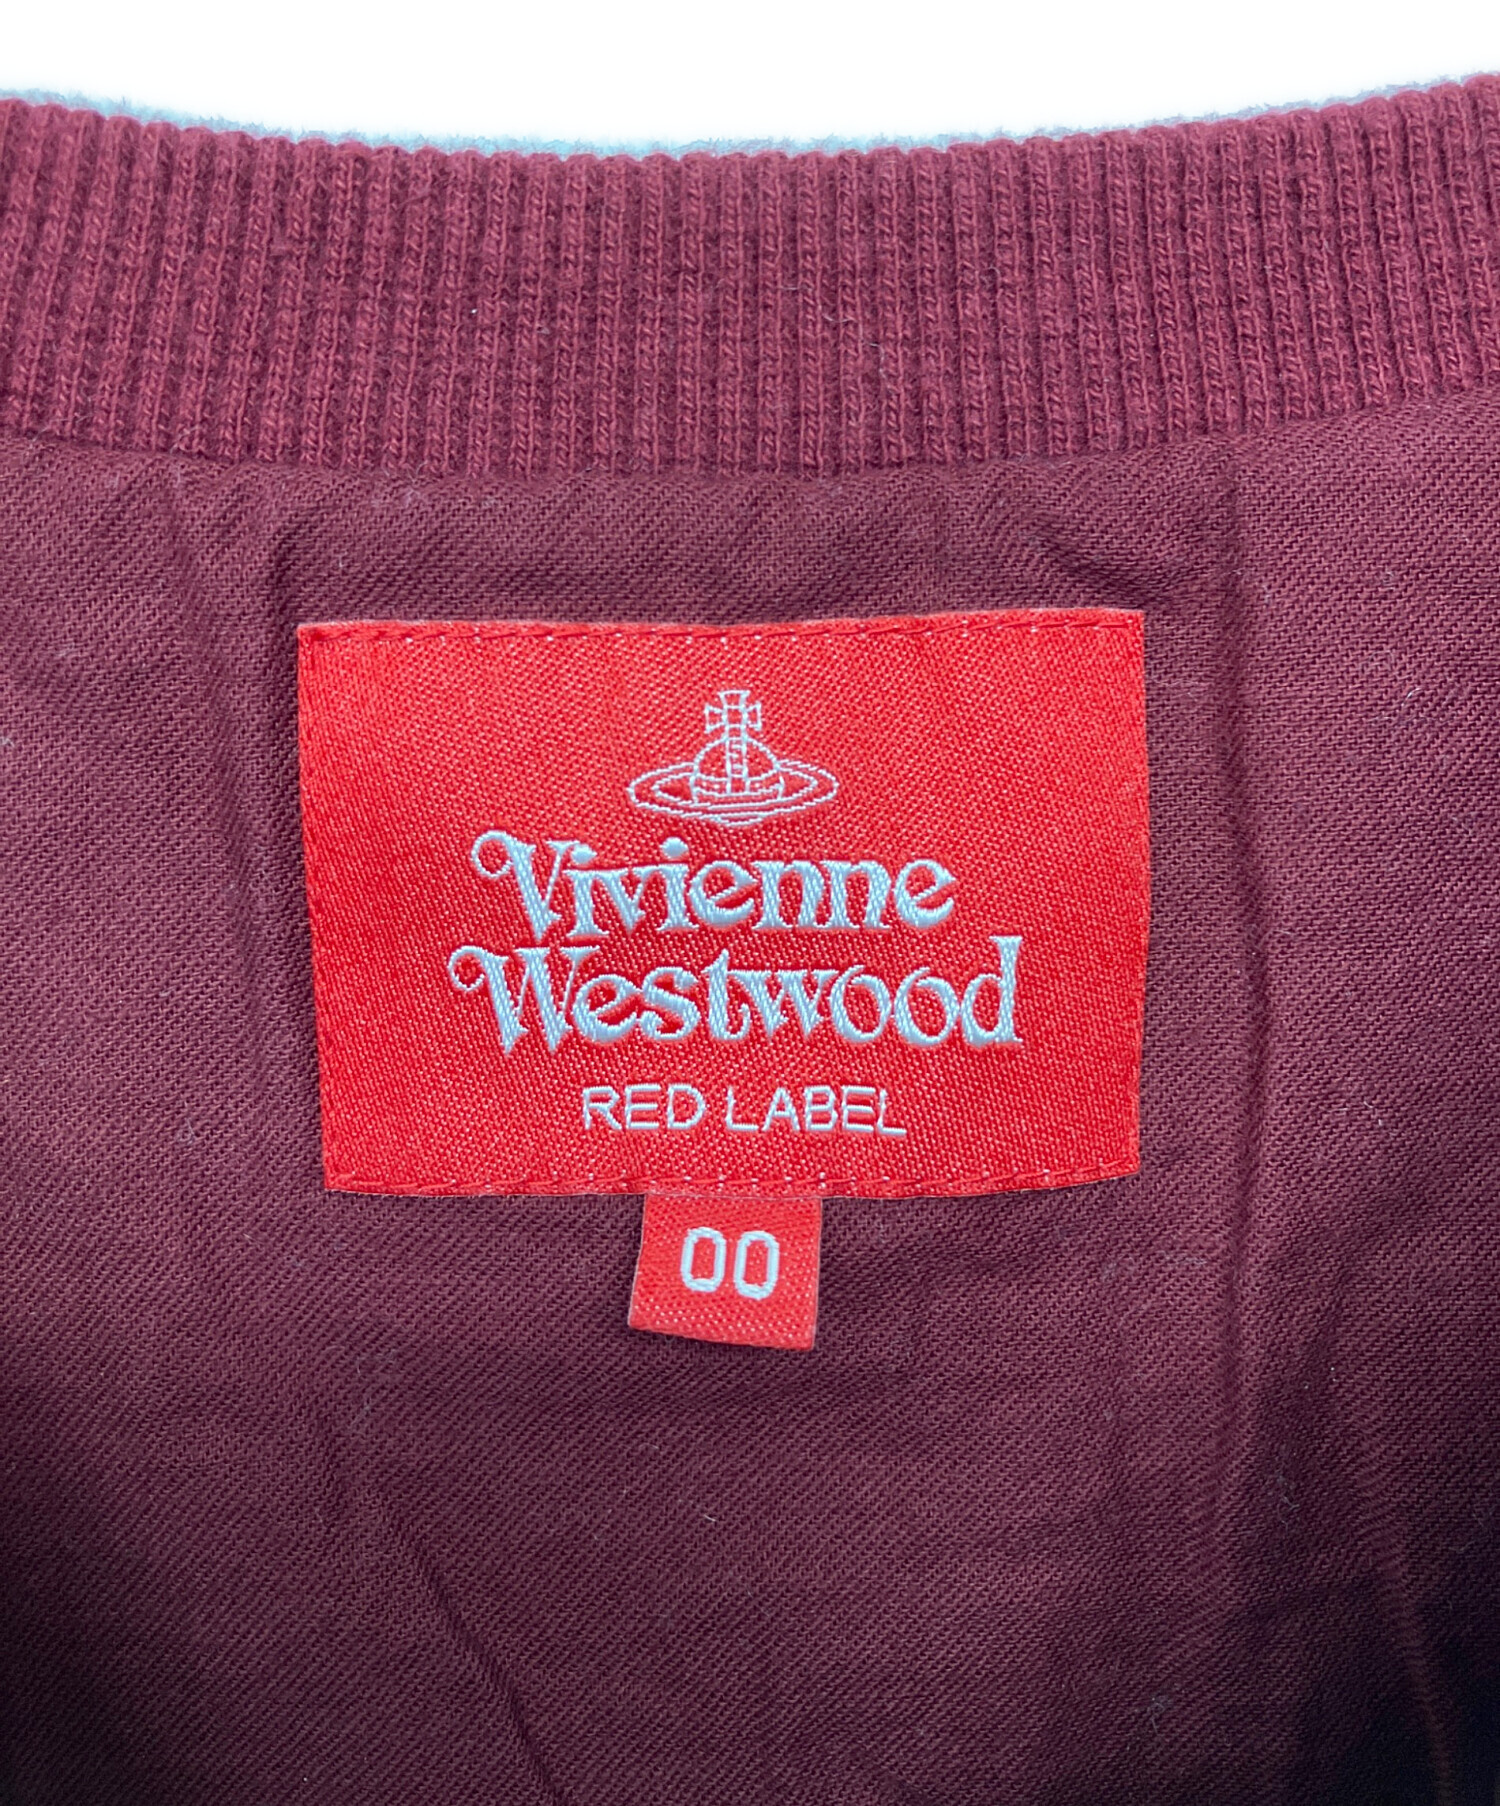 Vivienne
Westwood
RED LABEL
00